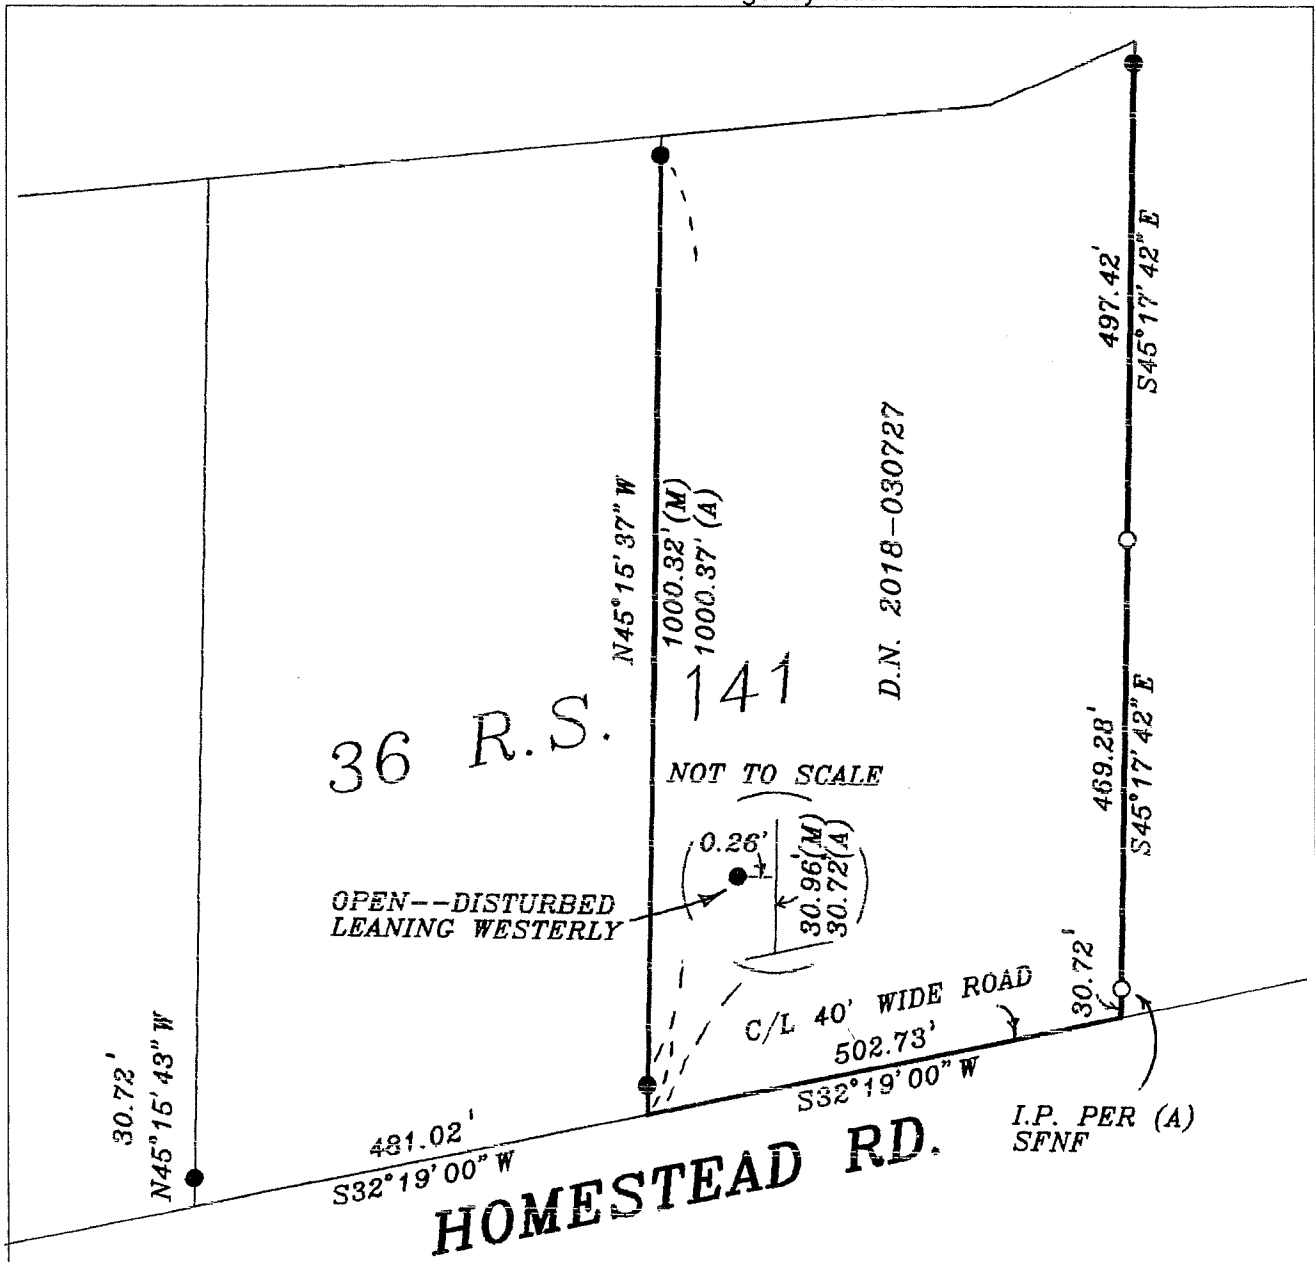 497.42'
S45°17'42" E
D.N. 2018-030727
N45°15'37" W
1000.32' (M)
1000.37' (A)
36 R.S. 141
NOT TO SCALE
0.26'
30.96'(M)
30.72'(A)
OPEN--DISTURBED
LEANING WESTERLY
469.28'
S45°17'42" E
30.72'
C/L 40' WIDE ROAD
502.73'
S32°19'00" W
30.72'
N45°15'43" W
481.02'
S32°19'00" W
HOMESTEAD RD.
I.P. PER (A)
SFNF